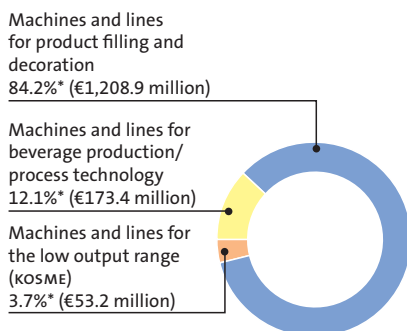 Machines and lines
for product filling and
decoration
84.2%* (€1,208.9 million)
Machines and lines for
beverage production/
process technology
12.1%* (€173.4 million)
Machines and lines for
the low output range
(KOSME)
3.7%* (€53.2 million)